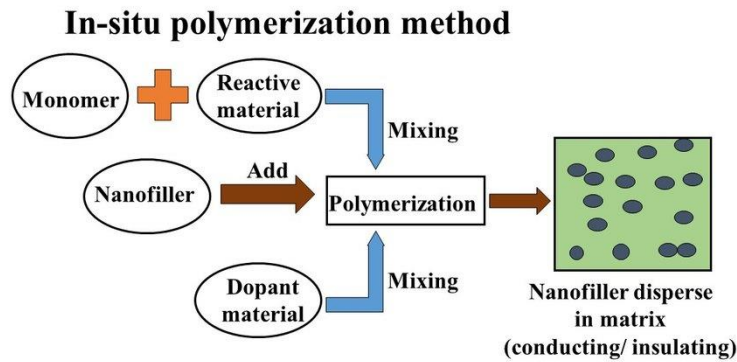 In-situ polymerization method
Monomer
Reactive
material
Mixing
Nanofiller
Add
Polymerization
Dopant
material
Mixing
Nanofiller disperse
in matrix
(conducting/ insulating)